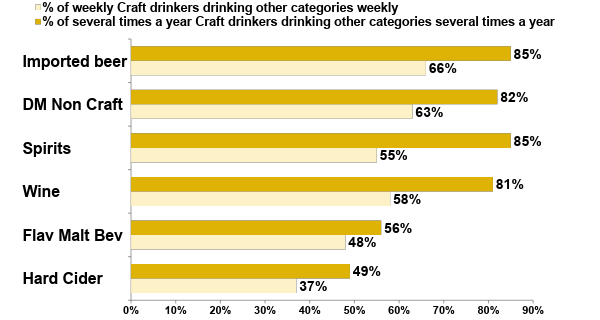 % of weekly Craft drinkers drinking other categories weekly
% of several times a year Craft drinkers drinking other categories several times a year
Imported beer 85%
66%
DM Non Craft 82%
63%
Spirits 85%
55%
Wine 81%
58%
Flav Malt Bev 56%
48%
Hard Cider 49%
37%
0% 10% 20% 30% 40% 50% 60% 70% 80% 90%